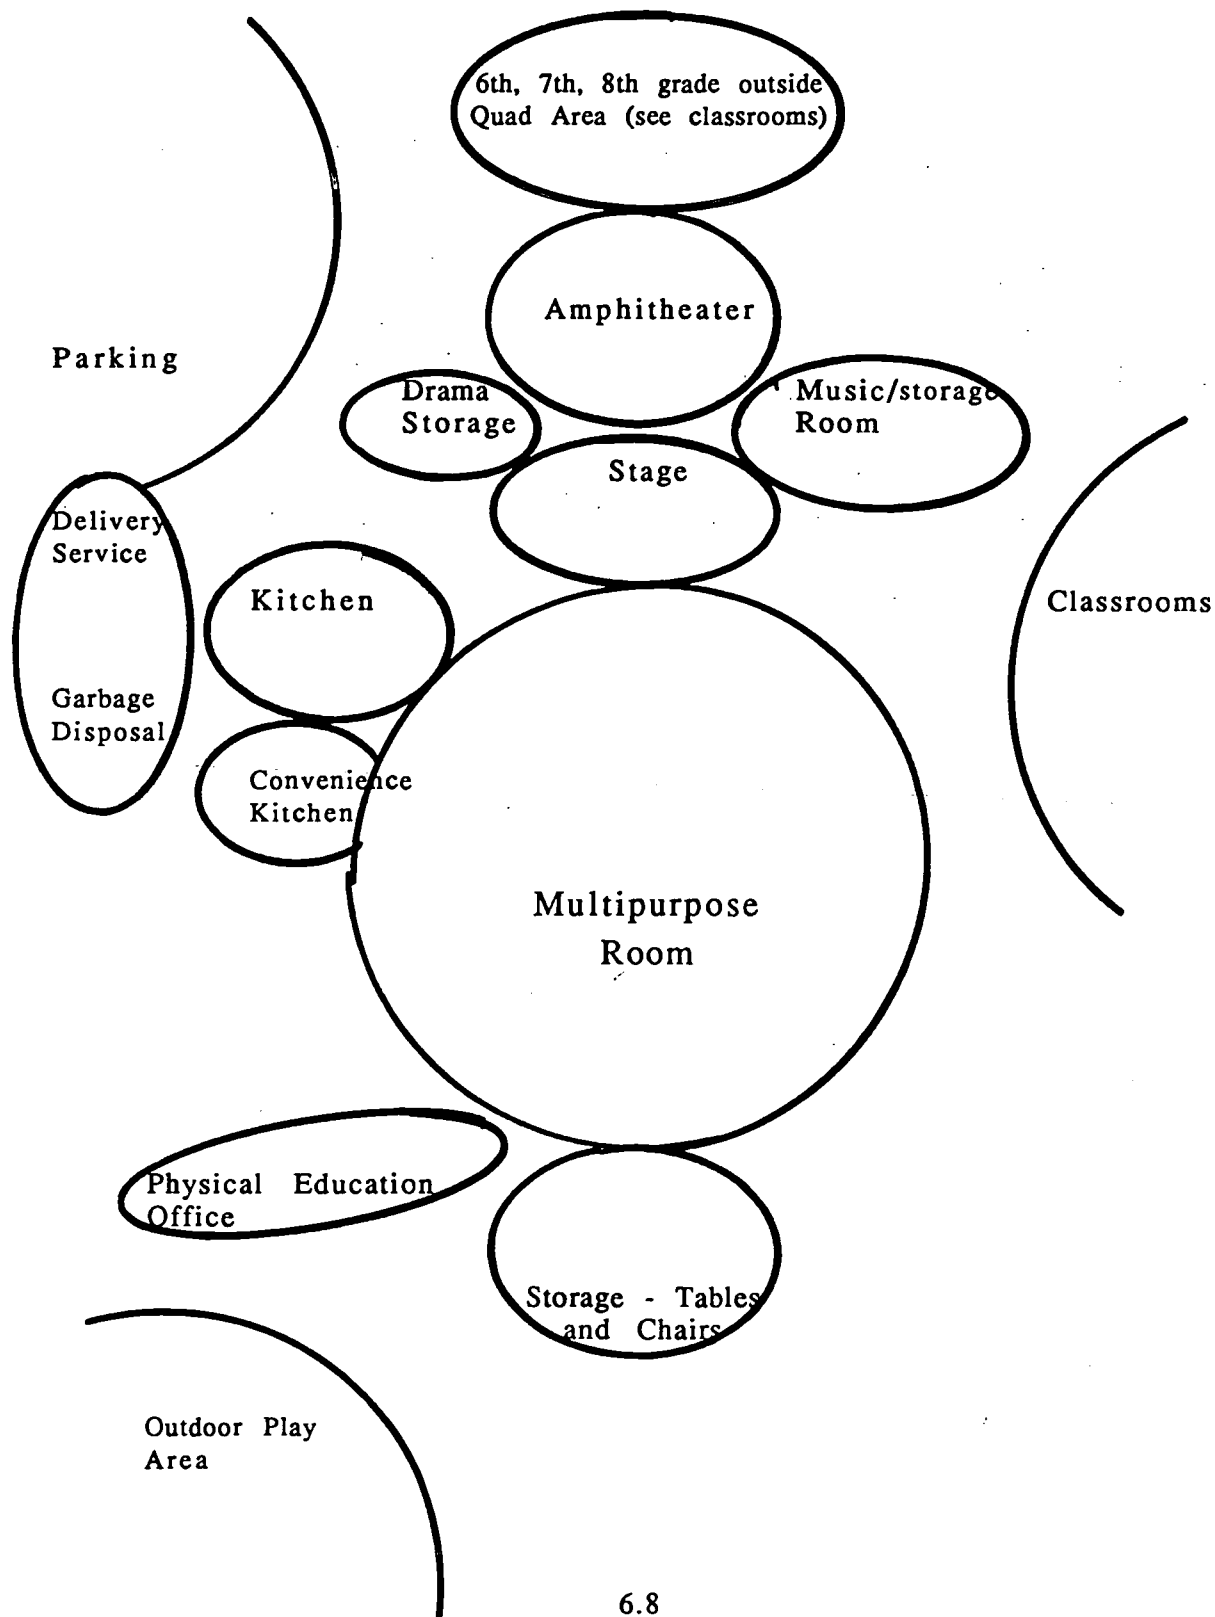 6th, 7th, 8th grade outside
Quad Area (see classrooms)
Amphitheater
Parking
Drama
Storage
Music/storage
Room
Stage
Delivery
Service
Kitchen
Classrooms
Garbage
Disposal
Convenience
Kitchen
Multipurpose
Room
Physical Education
Office
Storage - Tables
and Chairs
Outdoor Play
Area
6.8